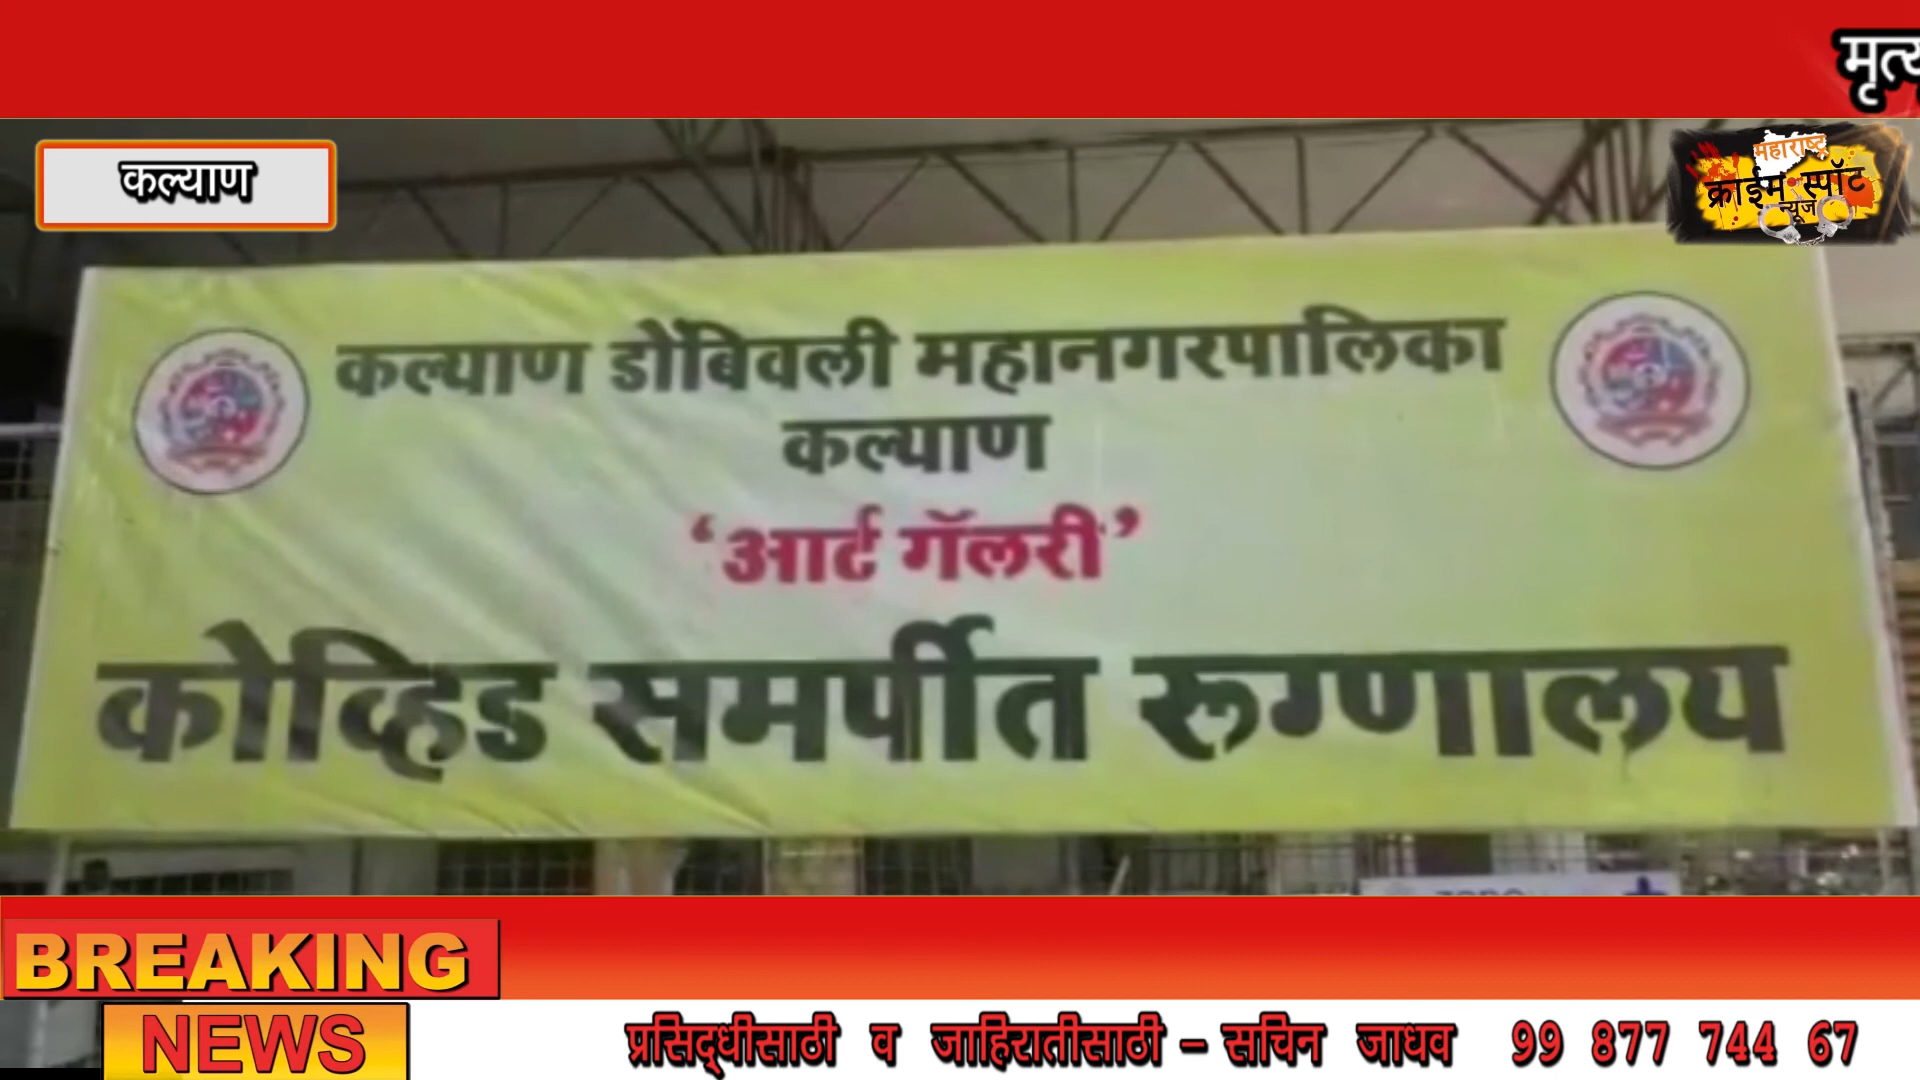 कल्याण
महाराष्ट्र
क्राईम स्पॉट
न्यूज
कल्याण डोंबिवली महानगरपालिका
कल्याण
‘आर्ट गॅलरी’
कोव्हिड समर्पीत रूग्णालय
BREAKING
NEWS
प्रसिद्धीसाठी व जाहिरातीसाठी – सचिन जाधव 99 877 744 67